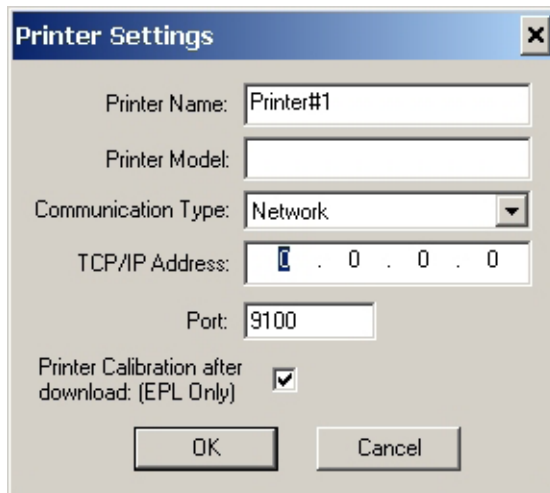 Printer Settings
Printer Name: Printer#1
Printer Model:
Communication Type: Network
TCP/IP Address: 0 . 0 . 0 . 0
Port: 9100
Printer Calibration after
download: (EPL Only)
OK Cancel